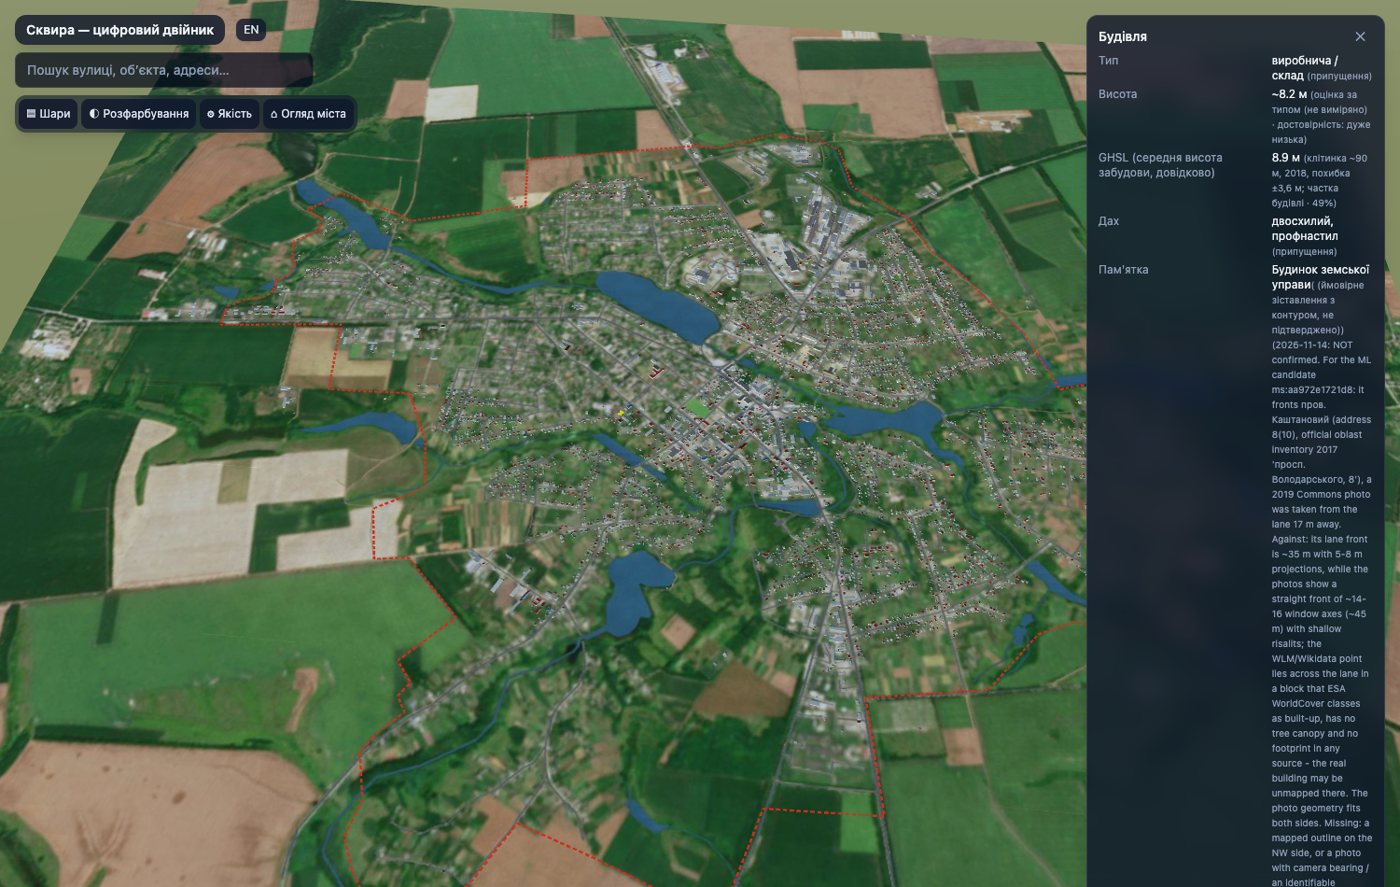 Сквира — цифровий двійник
EN
Пошук вулиці, об’єкта, адреси...
Шари
Розфарбування
Якість
Огляд міста
Будівля
Тип
виробнича /
склад (припущення)
Висота
~8.2 м (оцінка за
типом (не виміряно)
· достовірність: дуже
низька)
GHSL (середня висота
забудови, довідково)
8.9 м (клітинка ~90
м, 2018, похибка
±3,6 м; частка
будівлі · 49%)
Дах
двосхилий,
профнастил
(припущення)
Пам'ятка
Будинок земської
управи( (ймовірне
зіставлення з
контуром, не
підтверджено))
(2026-11-14: NOT
confirmed. For the ML
candidate
ms:aa972e1721d8: it
fronts пров.
Каштановий (address
8(10), official oblast
inventory 2017
'просп.
Володарського, 8'), a
2019 Commons photo
was taken from the
lane 17 m away.
Against: its lane front
is ~35 m with 5-8 m
projections, while the
photos show a
straight front of ~14-
16 window axes (~45
m) with shallow
risalits; the
WLM/Wikidata point
lies across the lane in
a block that ESA
WorldCover classes
as built-up, has no
tree canopy and no
footprint in any
source - the real
building may be
unmapped there. The
photo geometry fits
both sides. Missing: a
mapped outline on the
NW side, or a photo
with camera bearing /
an identifiable